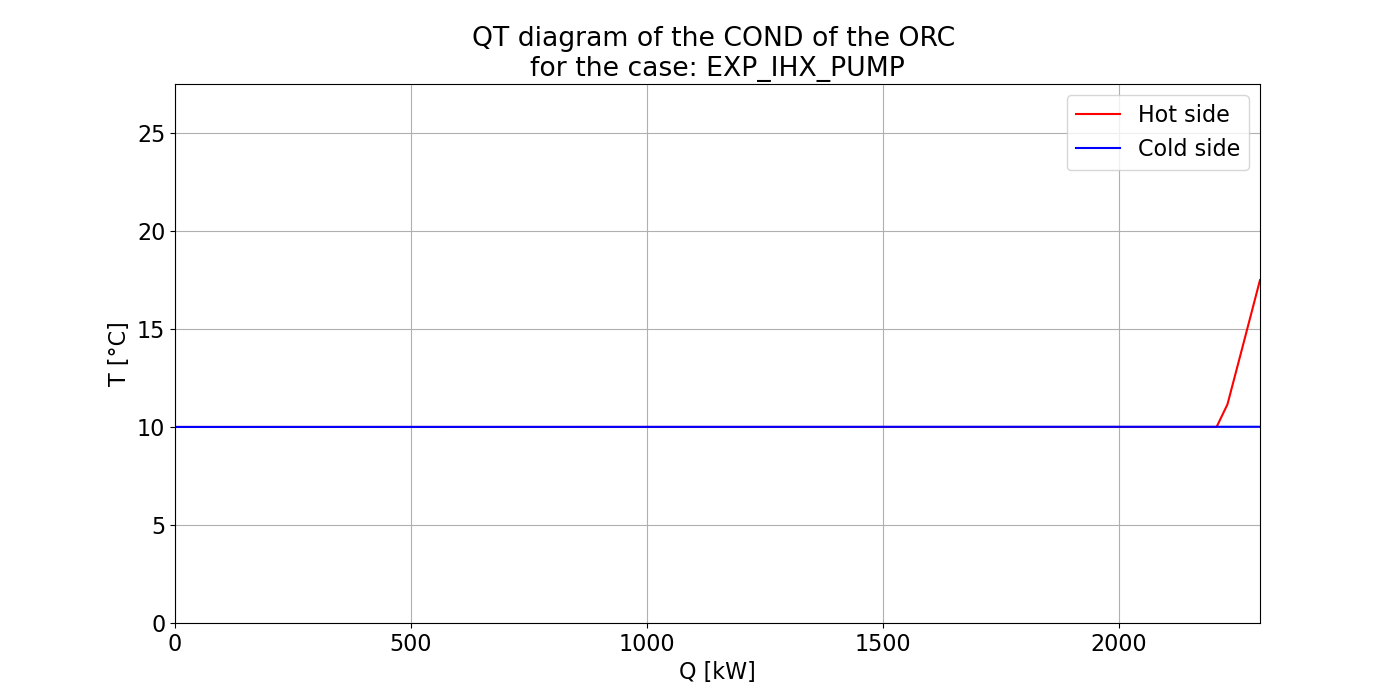 QT diagram of the COND of the ORC
for the case: EXP_IHX_PUMP
Hot side
Cold side
25
20
15
10
5
0
T [°C]
0 500 1000 1500 2000
Q [kW]